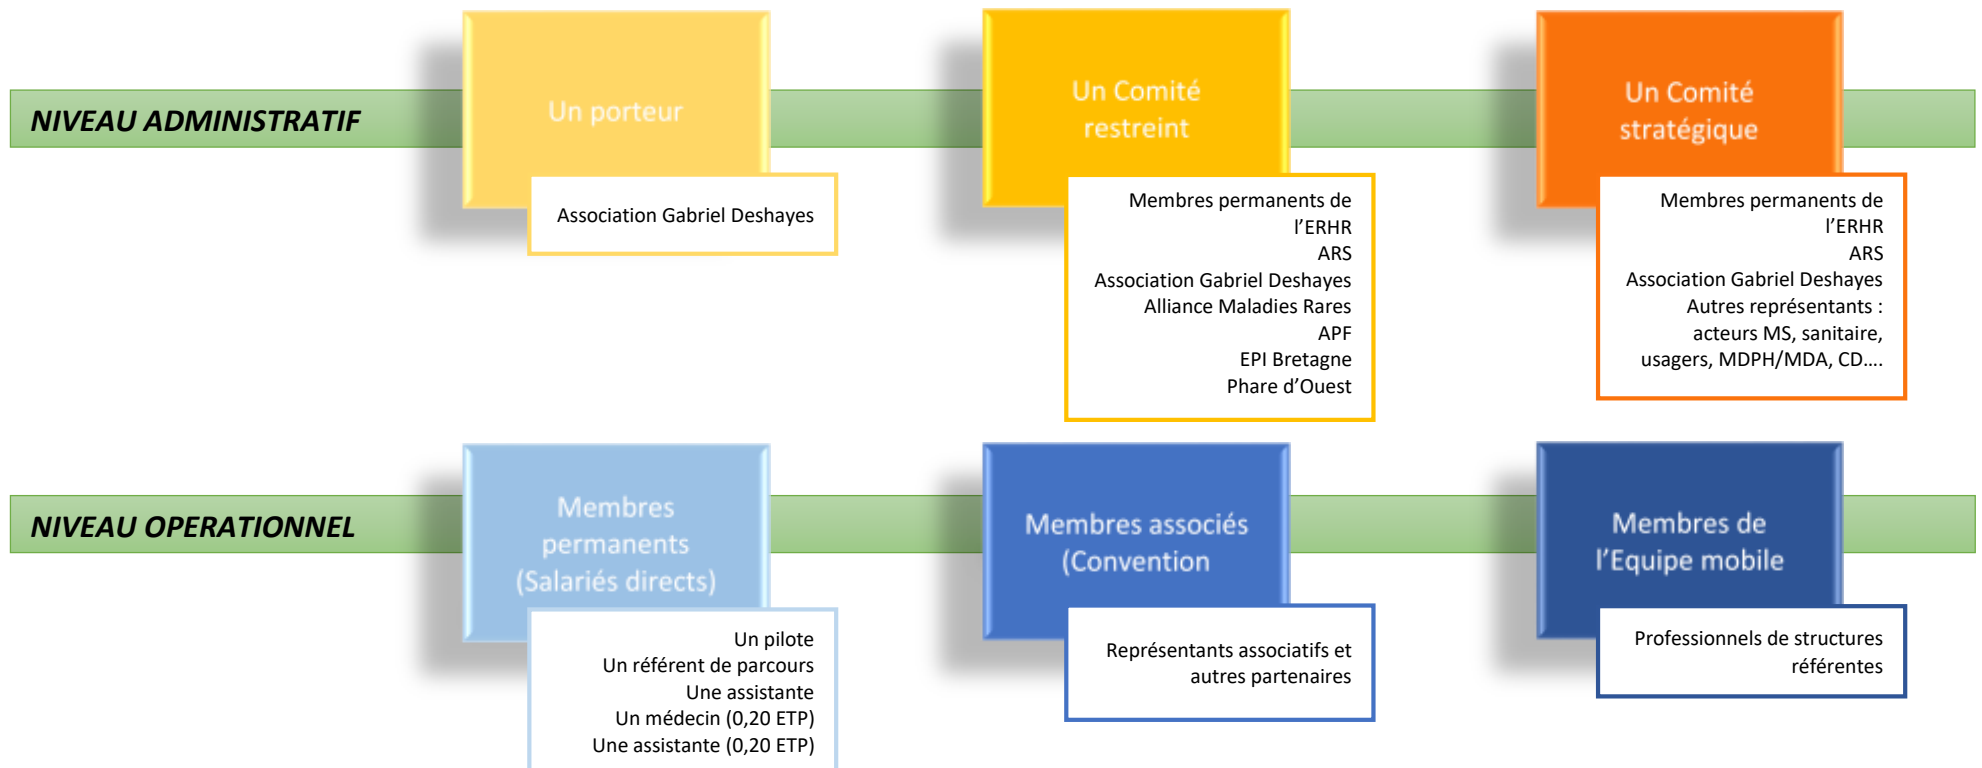 NIVEAU ADMINISTRATIF
Un porteur
Association Gabriel Deshayes
Un Comité
restreint
Membres permanents de
l’ERHR
ARS
Association Gabriel Deshayes
Alliance Maladies Rares
APF
EPI Bretagne
Phare d’Ouest
Un Comité
stratégique
Membres permanents de
l’ERHR
ARS
Association Gabriel Deshayes
Autres représentants :
acteurs MS, sanitaire,
usagers, MDPH/MDA, CD....
NIVEAU OPERATIONNEL
Membres
permanents
(Salariés directs)
Un pilote
Un référent de parcours
Une assistante
Un médecin (0,20 ETP)
Une assistante (0,20 ETP)
Membres associés
(Convention
Représentants associatifs et
autres partenaires
Membres de
l’Equipe mobile
Professionnels de structures
référentes